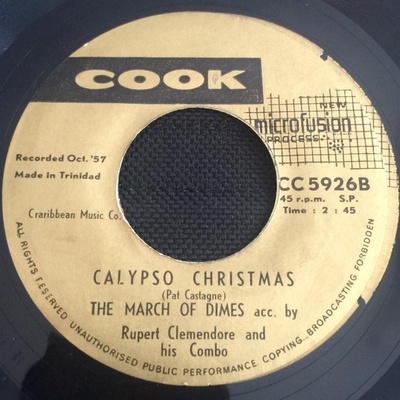 COOK
NEW
microfusion
PROCESS
Recorded Oct. '57
Made in Trinidad
CC 5926B
45 r.p.m. S.P.
Time : 2 : 45
Craribbean Music Co.
CALYPSO CHRISTMAS
(Pat Castagne)
THE MARCH OF DIMES acc. by
Rupert Clemendore and
his Combo
ALL RIGHTS RESERVED UNAUTHORISED PUBLIC PERFORMANCE COPYING... BROADCASTING FORBIDDEN